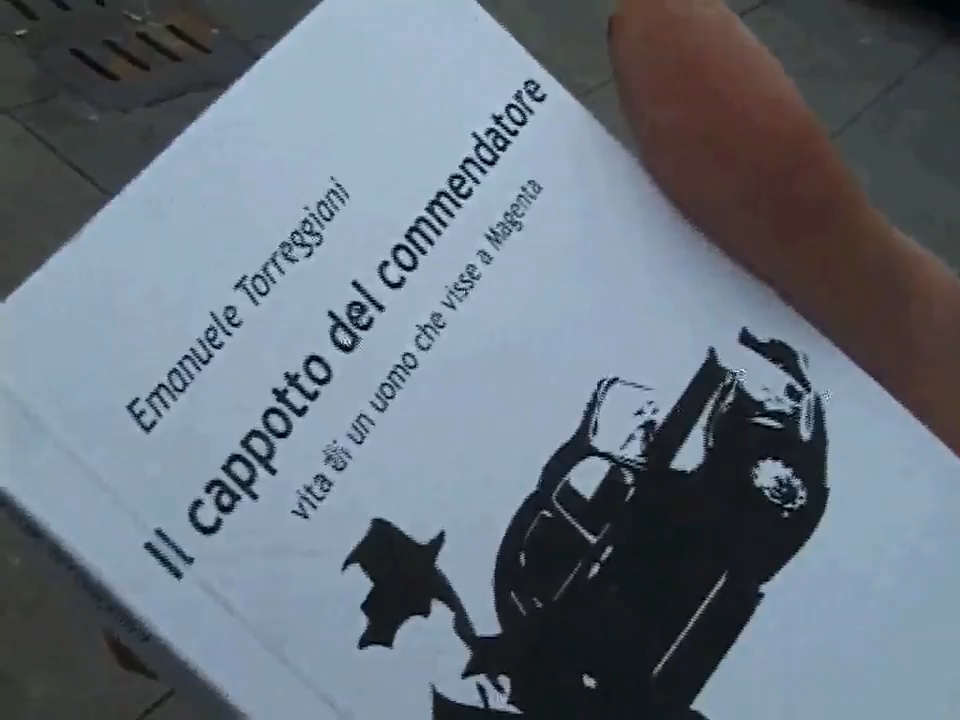 Emanuele Torreggiani
Il cappotto del commendatore
vita di un uomo che visse a Magenta